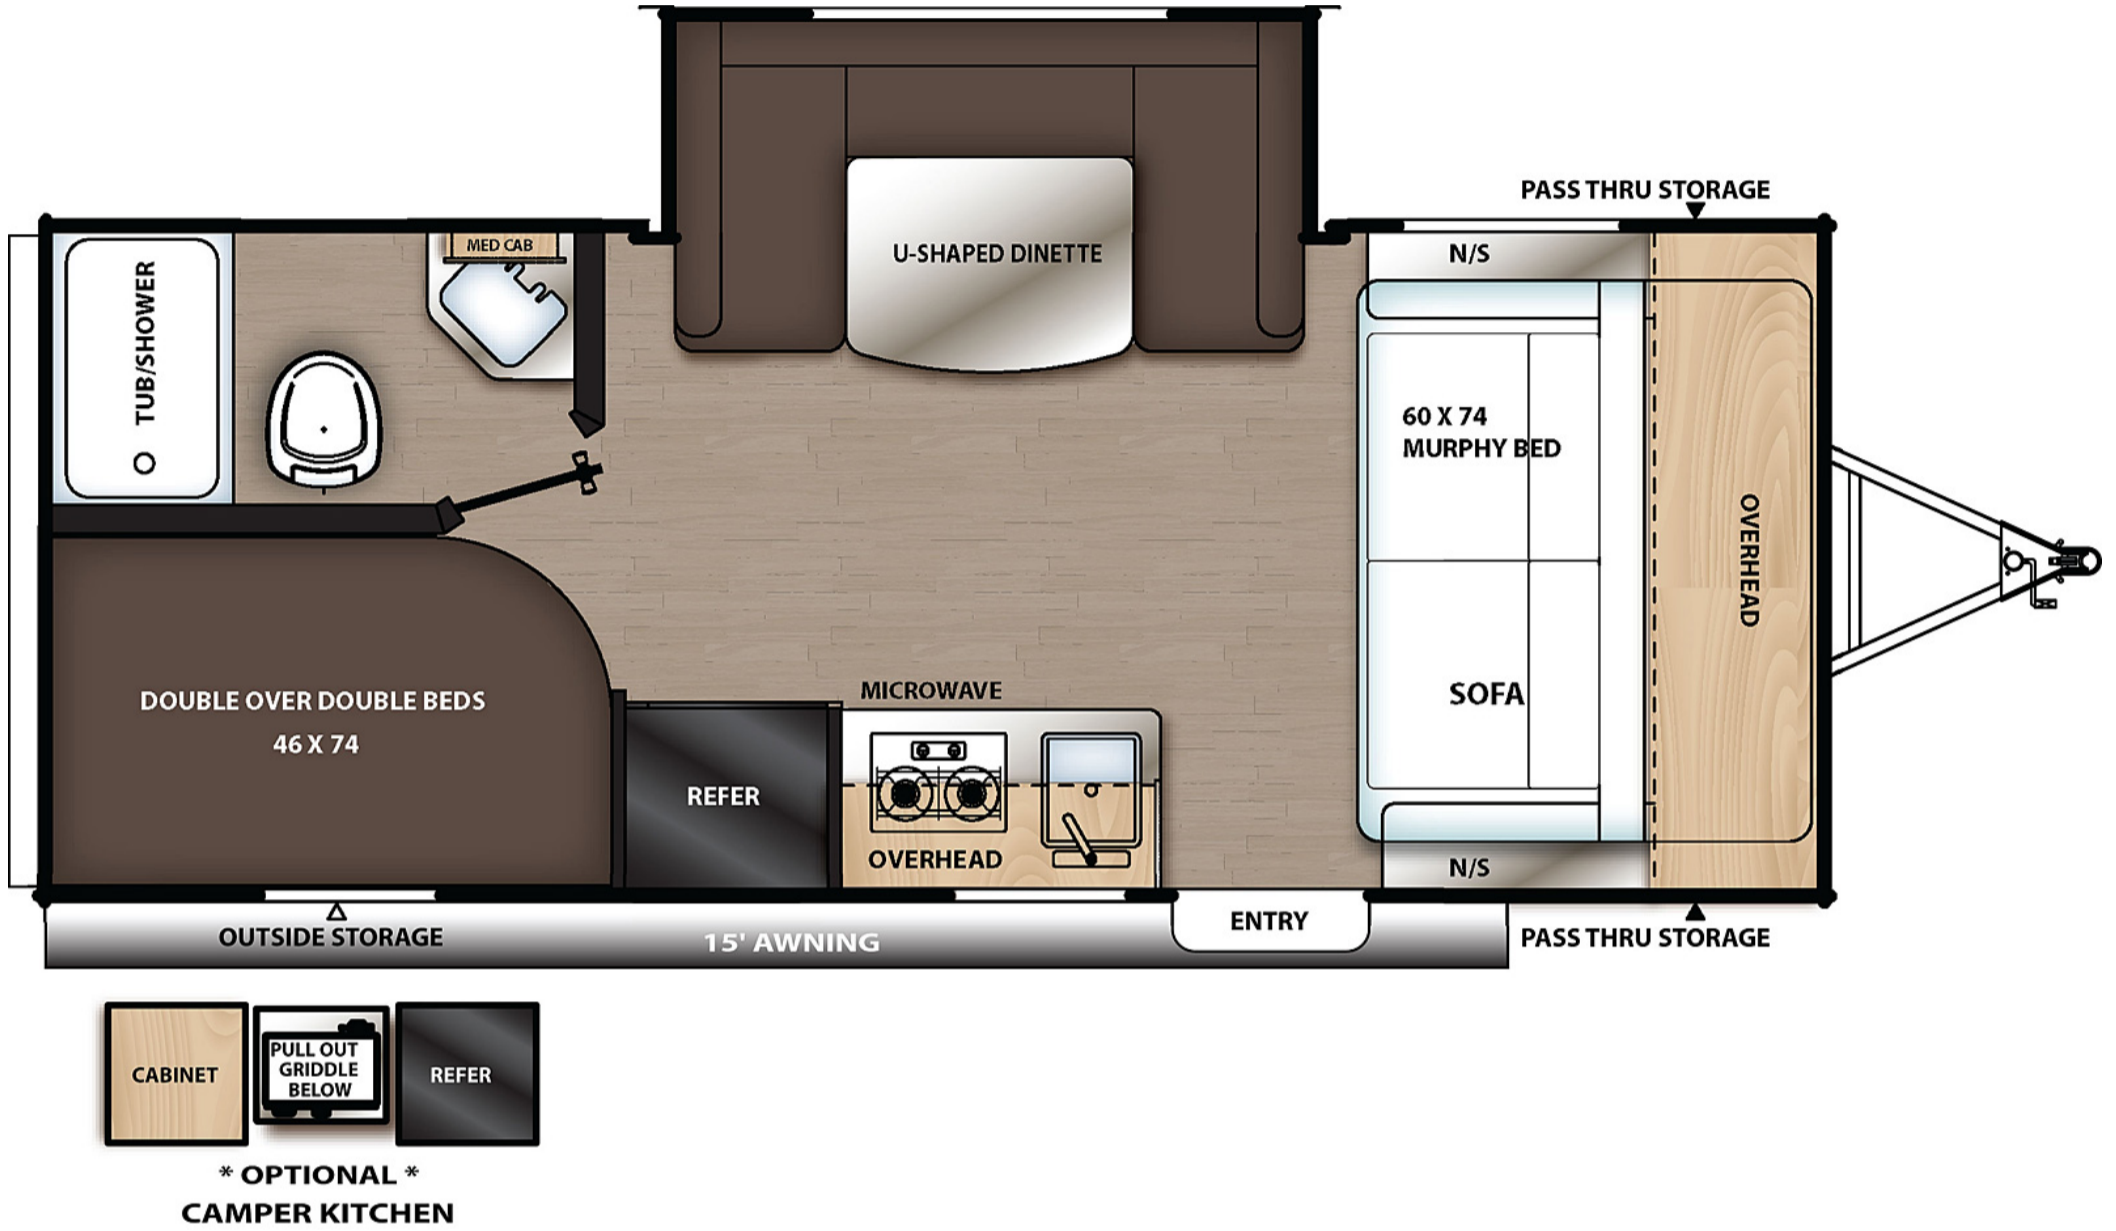 PASS THRU STORAGE
MED CAB
U-SHAPED DINETTE
N/S
TUB/SHOWER
60 X 74
MURPHY BED
OVERHEAD
SOFA
MICROWAVE
DOUBLE OVER DOUBLE BEDS
46 X 74
REFER
OVERHEAD
N/S
ENTRY
OUTSIDE STORAGE
15' AWNING
PASS THRU STORAGE
CABINET
PULL OUT
GRIDDLE
BELOW
REFER
* OPTIONAL *
CAMPER KITCHEN